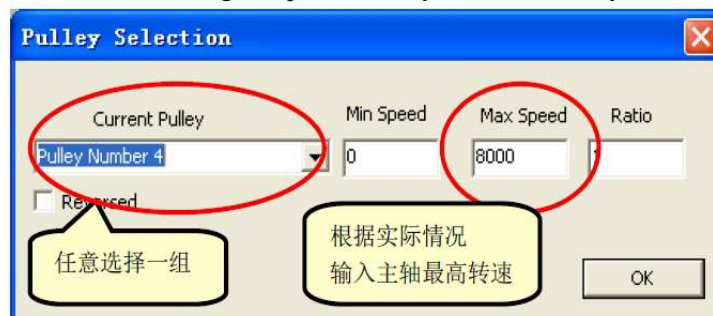 Pulley Selection
Current Pulley
Min Speed
Max Speed
Ratio
Pulley Number 4
0
8000
Reversed
任意选择一组
根据实际情况
输入主轴最高转速
OK